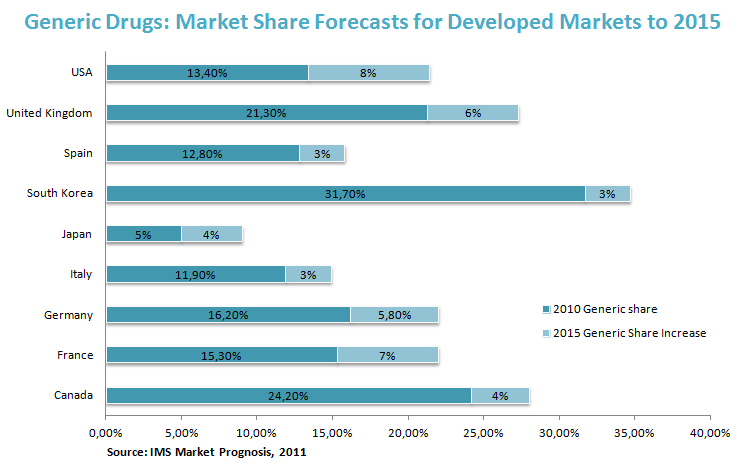 Generic Drugs: Market Share Forecasts for Developed Markets to 2015
USA 13,40% 8%
United Kingdom 21,30% 6%
Spain 12,80% 3%
South Korea 31,70% 3%
Japan 5% 4%
Italy 11,90% 3%
Germany 16,20% 5,80%
France 15,30% 7%
Canada 24,20% 4%
2010 Generic share
2015 Generic Share Increase
0,00% 5,00% 10,00% 15,00% 20,00% 25,00% 30,00% 35,00% 40,00%
Source: IMS Market Prognosis, 2011